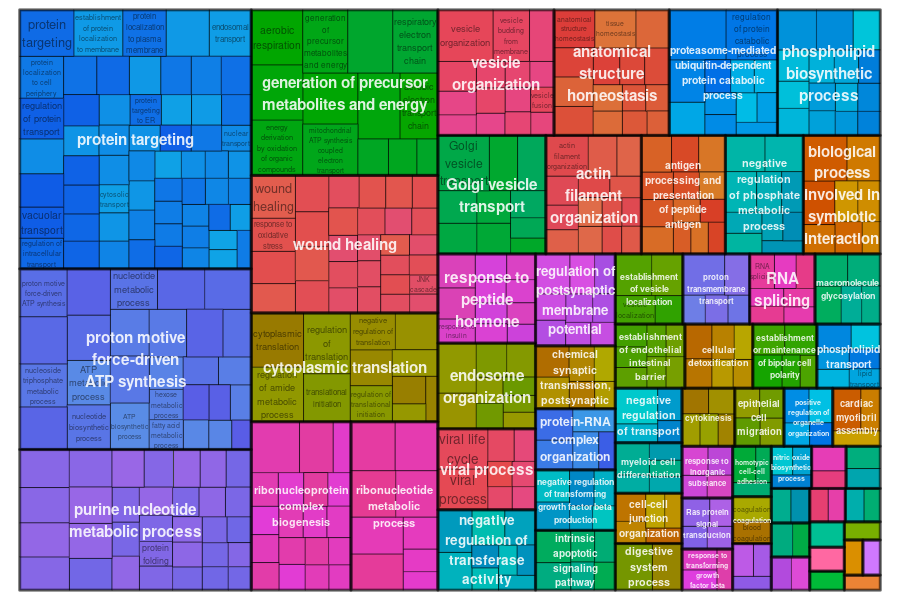 protein
targeting
establishment
of protein
localization
to membrane
protein
localization
to plasma
membrane
endosomal
transport
protein
localization
to cell
periphery
regulation
of protein
transport
protein
targeting
to ER
protein targeting
nuclear
transport
cytosolic
transport
vacuolar
transport
regulation of
intracellular
transport
proton motive
force-driven
ATP synthesis
nucleotide
metabolic
process
proton motive
force-driven
ATP synthesis
nucleoside
triphosphate
metabolic
process
ATP
metabolic
process
nucleotide
biosynthetic
process
ATP
biosynthetic
process
hexose
metabolic
process
fatty acid
metabolic
process
purine nucleotide
metabolic process
protein
folding
aerobic
respiration
generation
of
precursor
metabolites
and energy
respiratory
electron
transport
chain
generation of precursor
metabolites and energy
transport
chain
energy
derivation
by oxidation
of organic
compounds
mitochondrial
ATP synthesis
coupled
electron
transport
wound
healing
response to
oxidative
stress
wound healing
JNK
cascade
cytoplasmic
translation
regulation
of
translation
negative
regulation of
translation
cytoplasmic translation
regulation
of amide
metabolic
process
translational
initiation
regulation of
translational
initiation
ribonucleoprotein
complex
biogenesis
ribonucleotide
metabolic
process
vesicle
organization
vesicle
budding
from
membrane
vesicle
organization
vesicle
fusion
anatomical
structure
homeostasis
tissue
homeostasis
anatomical
structure
homeostasis
regulation
of protein
catabolic
process
proteasome-mediated
ubiquitin-dependent
protein catabolic
process
phospholipid
biosynthetic
process
Golgi
vesicle
transport
Golgi vesicle
transport
actin
filament
organization
actin
filament
organization
antigen
processing and
presentation
of peptide
antigen
negative
regulation
of phosphate
metabolic
process
biological
process
involved in
symbiotic
interaction
response to
peptide
hormone
response to
insulin
regulation of
postsynaptic
membrane
potential
establishment
of vesicle
localization
localization
proton
transmembrane
transport
RNA
splicing
RNA
splicing
macromolecule
glycosylation
endosome
organization
chemical
synaptic
transmission,
postsynaptic
establishment
of endothelial
intestinal
barrier
cellular
detoxification
establishment
or maintenance
of bipolar cell
polarity
phospholipid
transport
lipid
transport
viral life
cycle
viral
process
viral process
protein-RNA
complex
organization
negative
regulation
of transport
cytokinesis
epithelial
cell
migration
positive
regulation of
organelle
organization
cardiac
myofibril
assembly
negative
regulation of
transferase
activity
negative regulation
of transforming
growth factor beta
production
myeloid cell
differentiation
response to
inorganic
substance
homotypic
cell-cell
adhesion
nitric oxide
biosynthetic
process
intrinsic
apoptotic
signaling
pathway
cell-cell
junction
organization
Ras protein
signal
transduction
coagulation
coagulation
blood
coagulation
digestive
system
process
response to
transforming
growth
factor beta